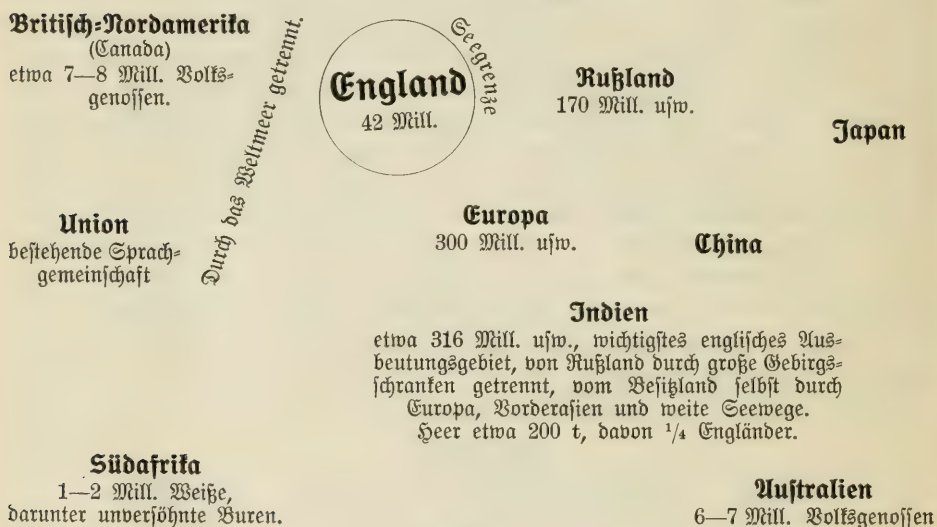 Britisch-Nordamerika
(Canada)
etwa 7—8 Mill. Volks-
genossen.
Durch das Weltmeer getrennt.
England
42 Mill.
Seegrenze
Rußland
170 Mill. usw.
Japan
Union
bestehende Sprach-
gemeinschaft
Europa
300 Mill. usw.
China
Indien
etwa 316 Mill. usw., wichtigstes englisches Aus-
beutungsgebiet, von Rußland durch große Gebirgs-
schranken getrennt, vom Besitzland selbst durch
Europa, Vorderasien und weite Seewege.
Heer etwa 200 t, davon ¹/₄ Engländer.
Südafrika
1—2 Mill. Weiße,
darunter unversöhnte Buren.
Australien
6—7 Mill. Volksgenossen